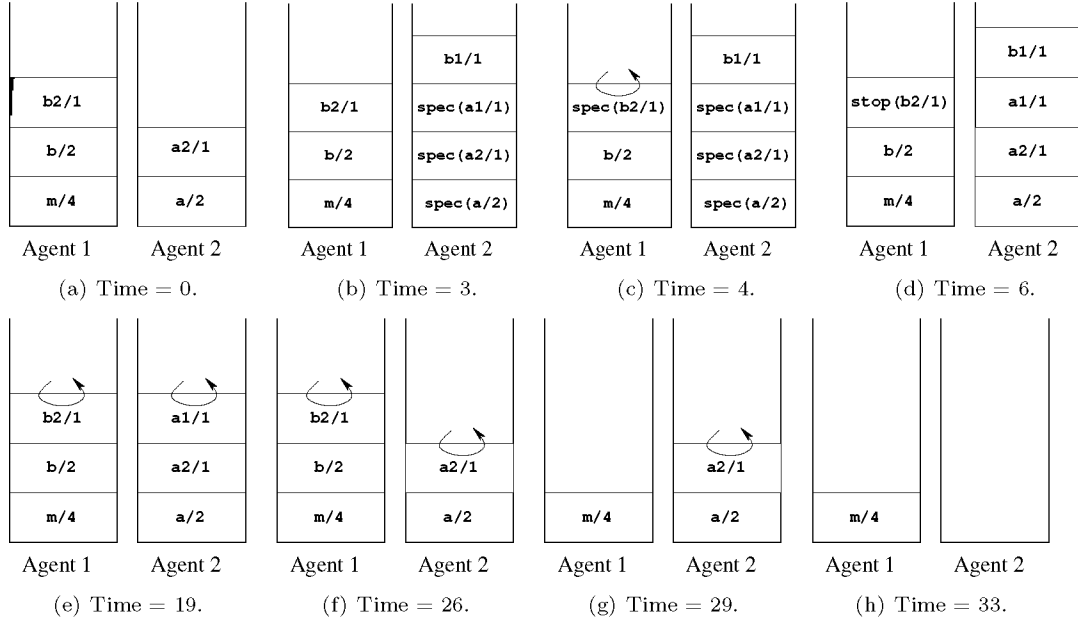 b1/1 b1/1 b1/1
b2/1 b2/1 spec(a1/1) spec(b2/1) spec(a1/1) stop(b2/1) a1/1
b/2 a2/1 b/2 spec(a2/1) b/2 spec(a2/1) b/2 a2/1
m/4 a/2 m/4 spec(a/2) m/4 spec(a/2) m/4 a/2
Agent 1 Agent 2 Agent 1 Agent 2 Agent 1 Agent 2 Agent 1 Agent 2
(a) Time = 0. (b) Time = 3. (c) Time = 4. (d) Time = 6.
b2/1 a1/1 b2/1
b/2 a2/1 b/2 a2/1 a2/1
m/4 a/2 m/4 a/2 m/4 a/2 m/4
Agent 1 Agent 2 Agent 1 Agent 2 Agent 1 Agent 2 Agent 1 Agent 2
(e) Time = 19. (f) Time = 26. (g) Time = 29. (h) Time = 33.